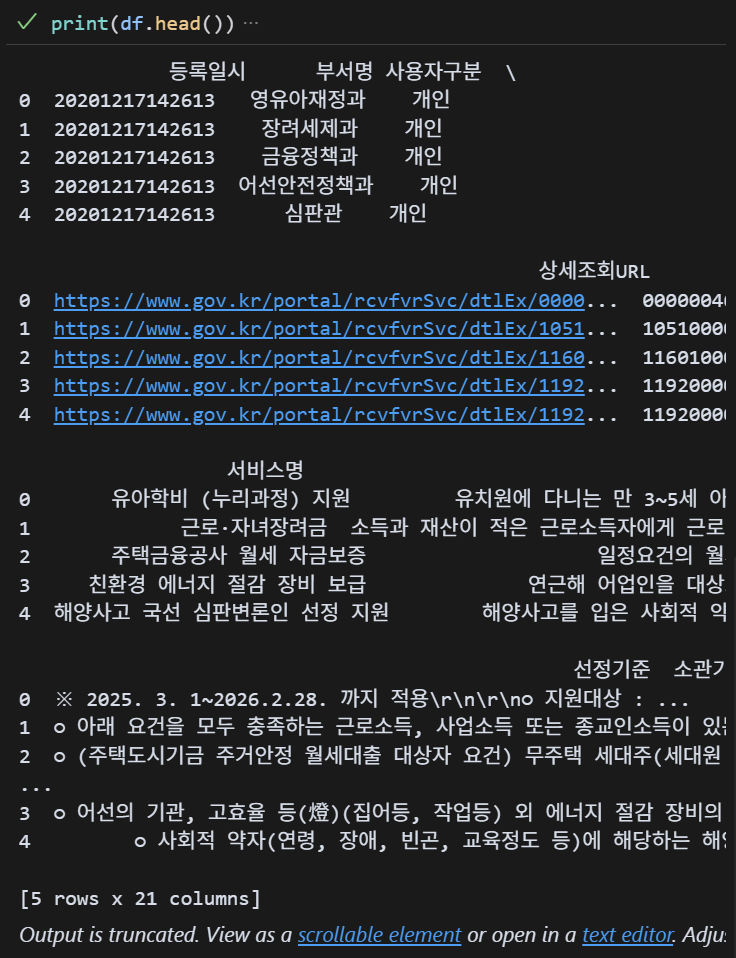 print(df.head()) ...
등록일시 부서명 사용자구분 \
0 20201217142613 영유아재정과 개인
1 20201217142613 장려세제과 개인
2 20201217142613 금융정책과 개인
3 20201217142613 어선안전정책과 개인
4 20201217142613 심판관 개인
상세조회URL
0 https://www.gov.kr/portal/rcvfvrSvc/dtlEx/0000... 0000004
1 https://www.gov.kr/portal/rcvfvrSvc/dtlEx/1051... 10510000
2 https://www.gov.kr/portal/rcvfvrSvc/dtlEx/1160... 11601000
3 https://www.gov.kr/portal/rcvfvrSvc/dtlEx/1192... 11920000
4 https://www.gov.kr/portal/rcvfvrSvc/dtlEx/1192... 11920000
서비스명
0 유아학비 (누리과정) 지원 유치원에 다니는 만 3~5세
1 근로·자녀장려금 소득과 재산이 적은 근로소득자에게 근로
2 주택금융공사 월세 자금보증 일정요건의 월
3 친환경 에너지 절감 장비 보급 연근해 어업인을 대상
4 해양사고 국선 심판변론인 선정 지원 해양사고를 입은 사회적 약
선정기준 소관기
0 ※ 2025. 3. 1~2026.2.28. 까지 적용\r\n\r\no 지원대상 : ...
1 o 아래 요건을 모두 충족하는 근로소득, 사업소득 또는 종교인소득이
2 o (주택도시기금 주거안정 월세대출 대상자 요건) 무주택 세대주(세대원
...
3 o 어선의 기관, 고효율 등(燈)(집어등, 작업등) 외 에너지 절감 장비의
4 o 사회적 약자(연령, 장애, 빈곤, 교육정도 등)에 해당하는
[5 rows x 21 columns]
Output is truncated. View as a scrollable element or open in a text editor. Adjus